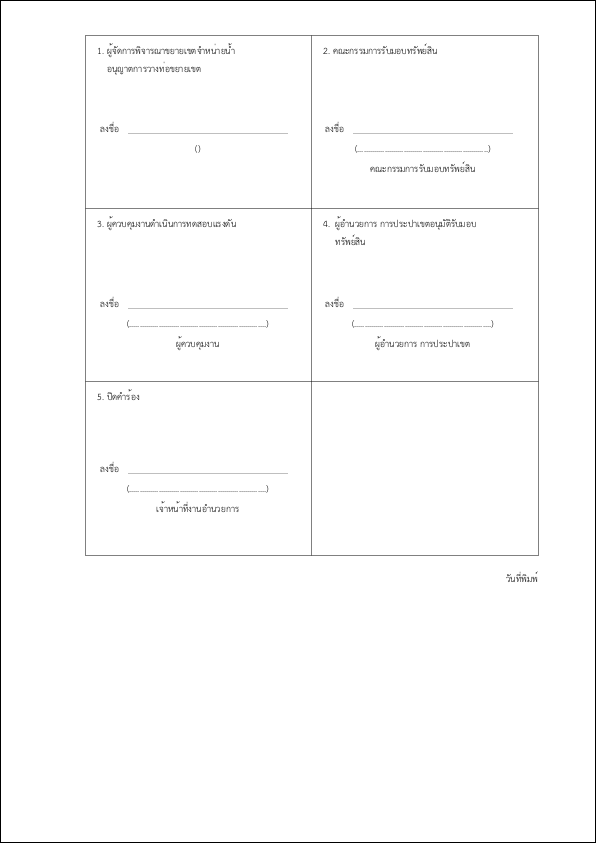 1. ผู้จัดการพิจารณาขยายเขตจำหน่ายน้ำ
อนุญาตการวางท่อขยายเขต
ลงชื่อ ________________________________
()
2. คณะกรรมการรับมอบทรัพย์สิน
ลงชื่อ ________________________________
(________________________________)
คณะกรรมการรับมอบทรัพย์สิน
3. ผู้ควบคุมงานดำเนินการทดสอบแรงดัน
ลงชื่อ ________________________________
(________________________________)
ผู้ควบคุมงาน
4. ผู้อำนวยการ การประปาเขตอนุมัติรับมอบ
ทรัพย์สิน
ลงชื่อ ________________________________
(________________________________)
ผู้อำนวยการ การประปาเขต
5. ปิดคำร้อง
ลงชื่อ ________________________________
(________________________________)
เจ้าหน้าที่งานอำนวยการ
วันที่พิมพ์